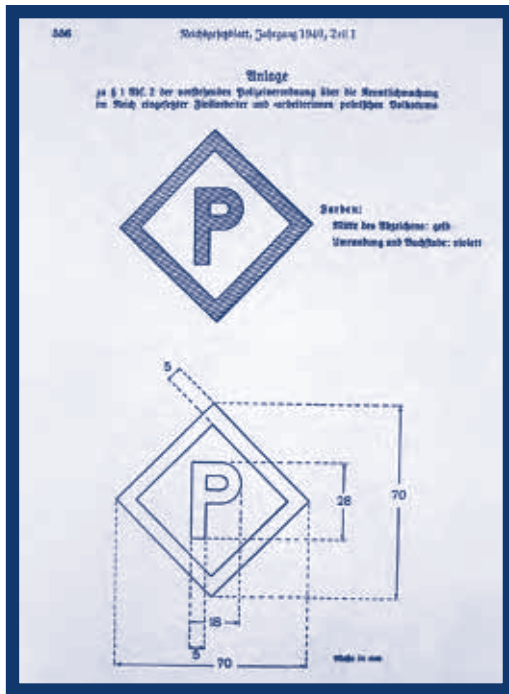 556
Reichsgesetzblatt, Jahrgang 1940, Teil I
Anlage
zu § 1 Abs. 2 der vorstehenden Polizeiverordnung über die Kenntlichmachung
im Reich eingesetzter Zivilarbeiter und -arbeiterinnen polnischen Volkstums
P
Farben:
Mitte des Abzeichens: gelb
Umrandung und Buchstabe: violett
5
P
28
70
18
5
70
Maße in mm